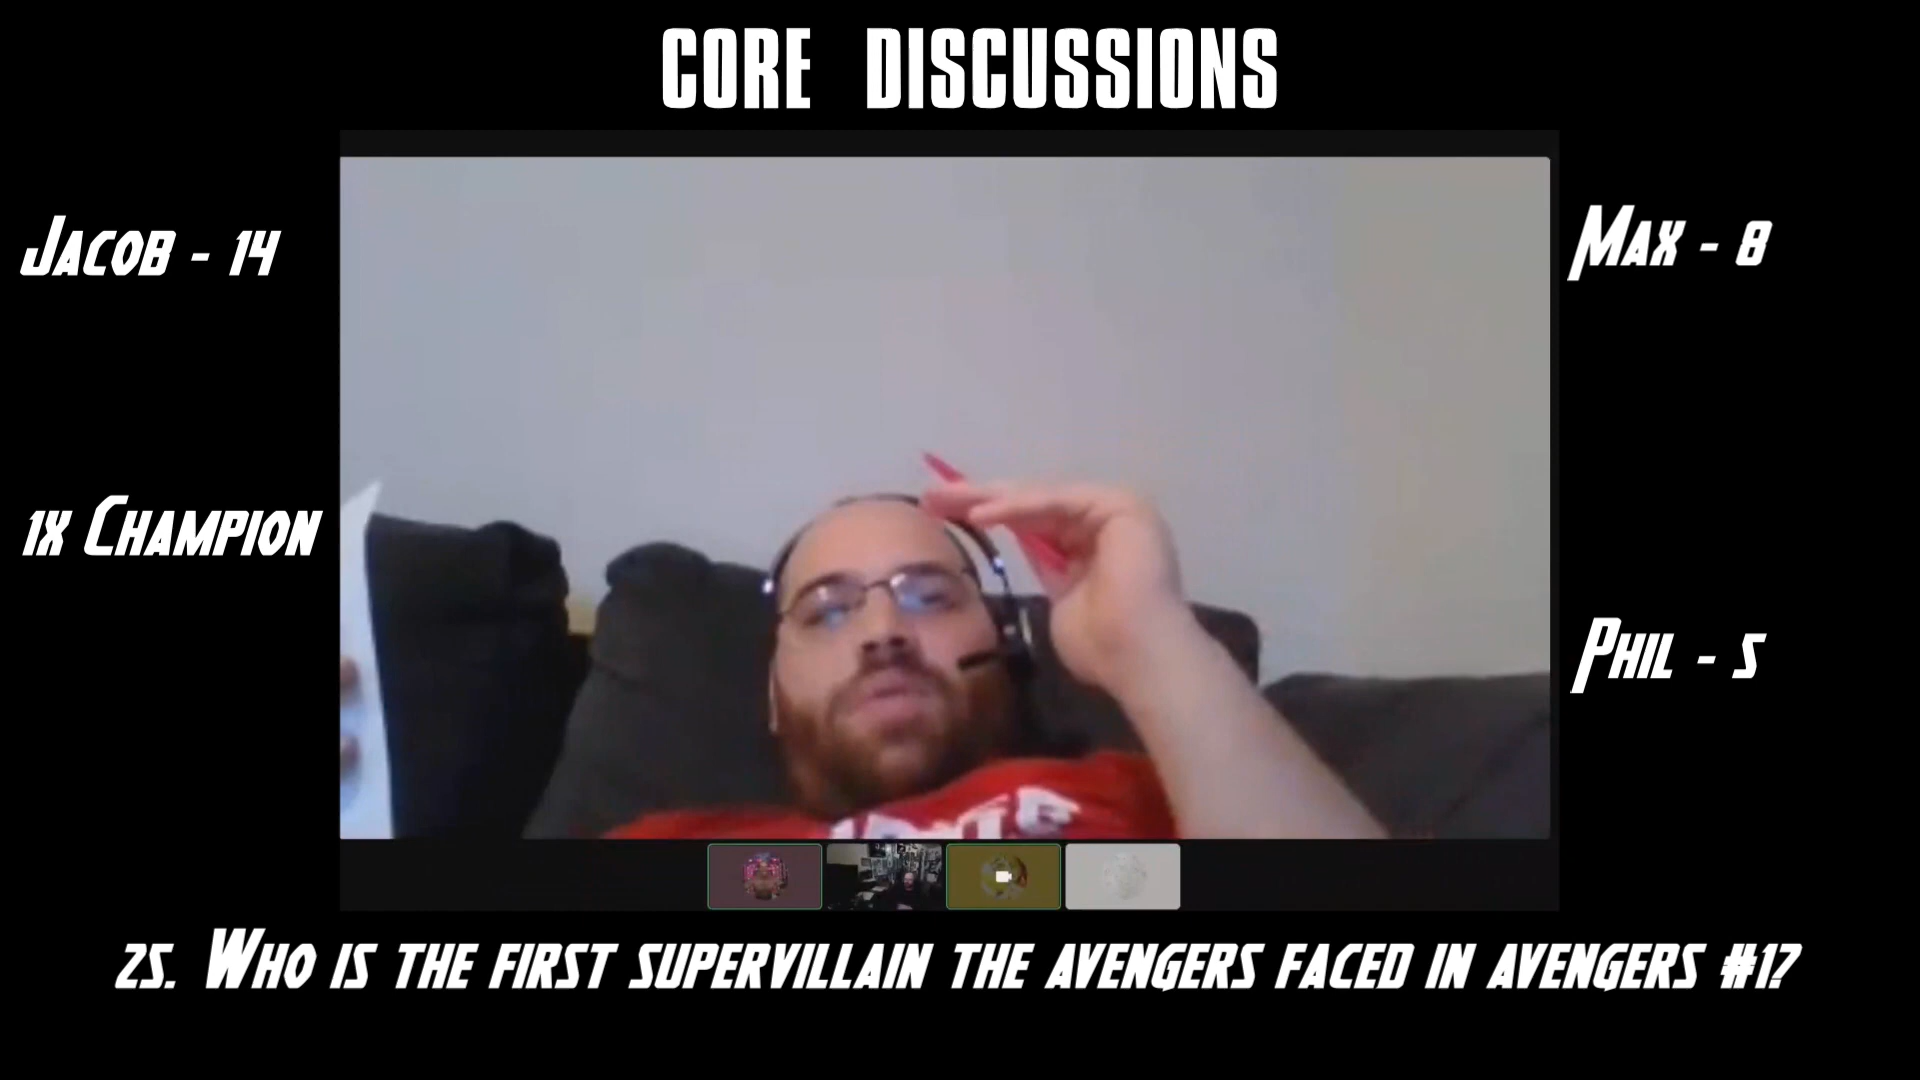 CORE DISCUSSIONS
JACOB - 14
MAX - 8
1X CHAMPION
PHIL - 5
25. WHO IS THE FIRST SUPERVILLAIN THE AVENGERS FACED IN AVENGERS #1?